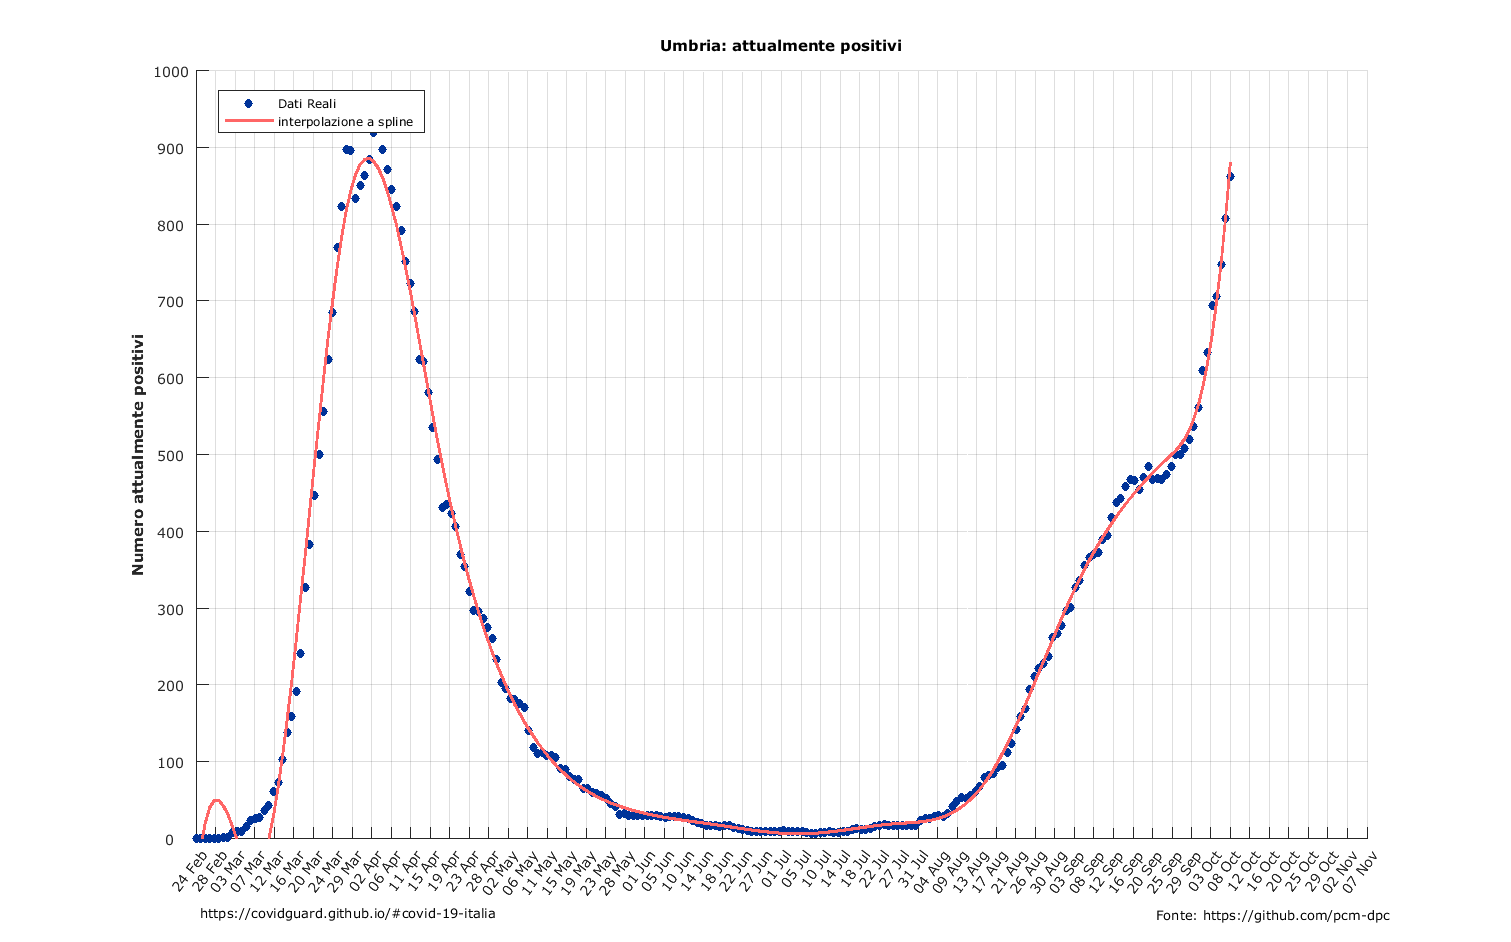 Umbria: attualmente positivi
1000
900
800
700
600
500
400
300
200
100
0
Numero attualmente positivi
Dati Reali
interpolazione a spline
24 Feb
28 Feb
03 Mar
07 Mar
12 Mar
16 Mar
20 Mar
24 Mar
29 Mar
02 Apr
06 Apr
11 Apr
15 Apr
19 Apr
23 Apr
28 Apr
02 May
06 May
11 May
15 May
19 May
23 May
28 May
01 Jun
05 Jun
10 Jun
14 Jun
18 Jun
22 Jun
27 Jun
01 Jul
05 Jul
10 Jul
14 Jul
18 Jul
22 Jul
27 Jul
31 Jul
04 Aug
09 Aug
13 Aug
17 Aug
21 Aug
26 Aug
30 Aug
03 Sep
08 Sep
12 Sep
16 Sep
20 Sep
25 Sep
29 Sep
03 Oct
08 Oct
12 Oct
16 Oct
20 Oct
25 Oct
29 Oct
02 Nov
07 Nov
https://covidguard.github.io/#covid-19-italia
Fonte: https://github.com/pcm-dpc